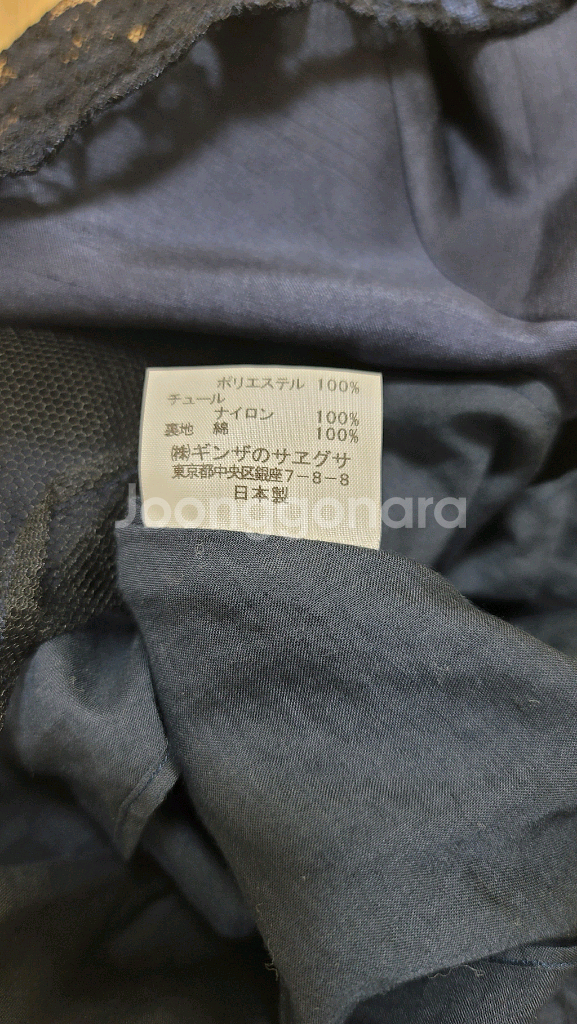 ポリエステル 100%
チュール
ナイロン 100%
裏地 綿 100%
㈱ギンザのサヱグサ
東京都中央区銀座7-8-8
日本製
Joonggonara